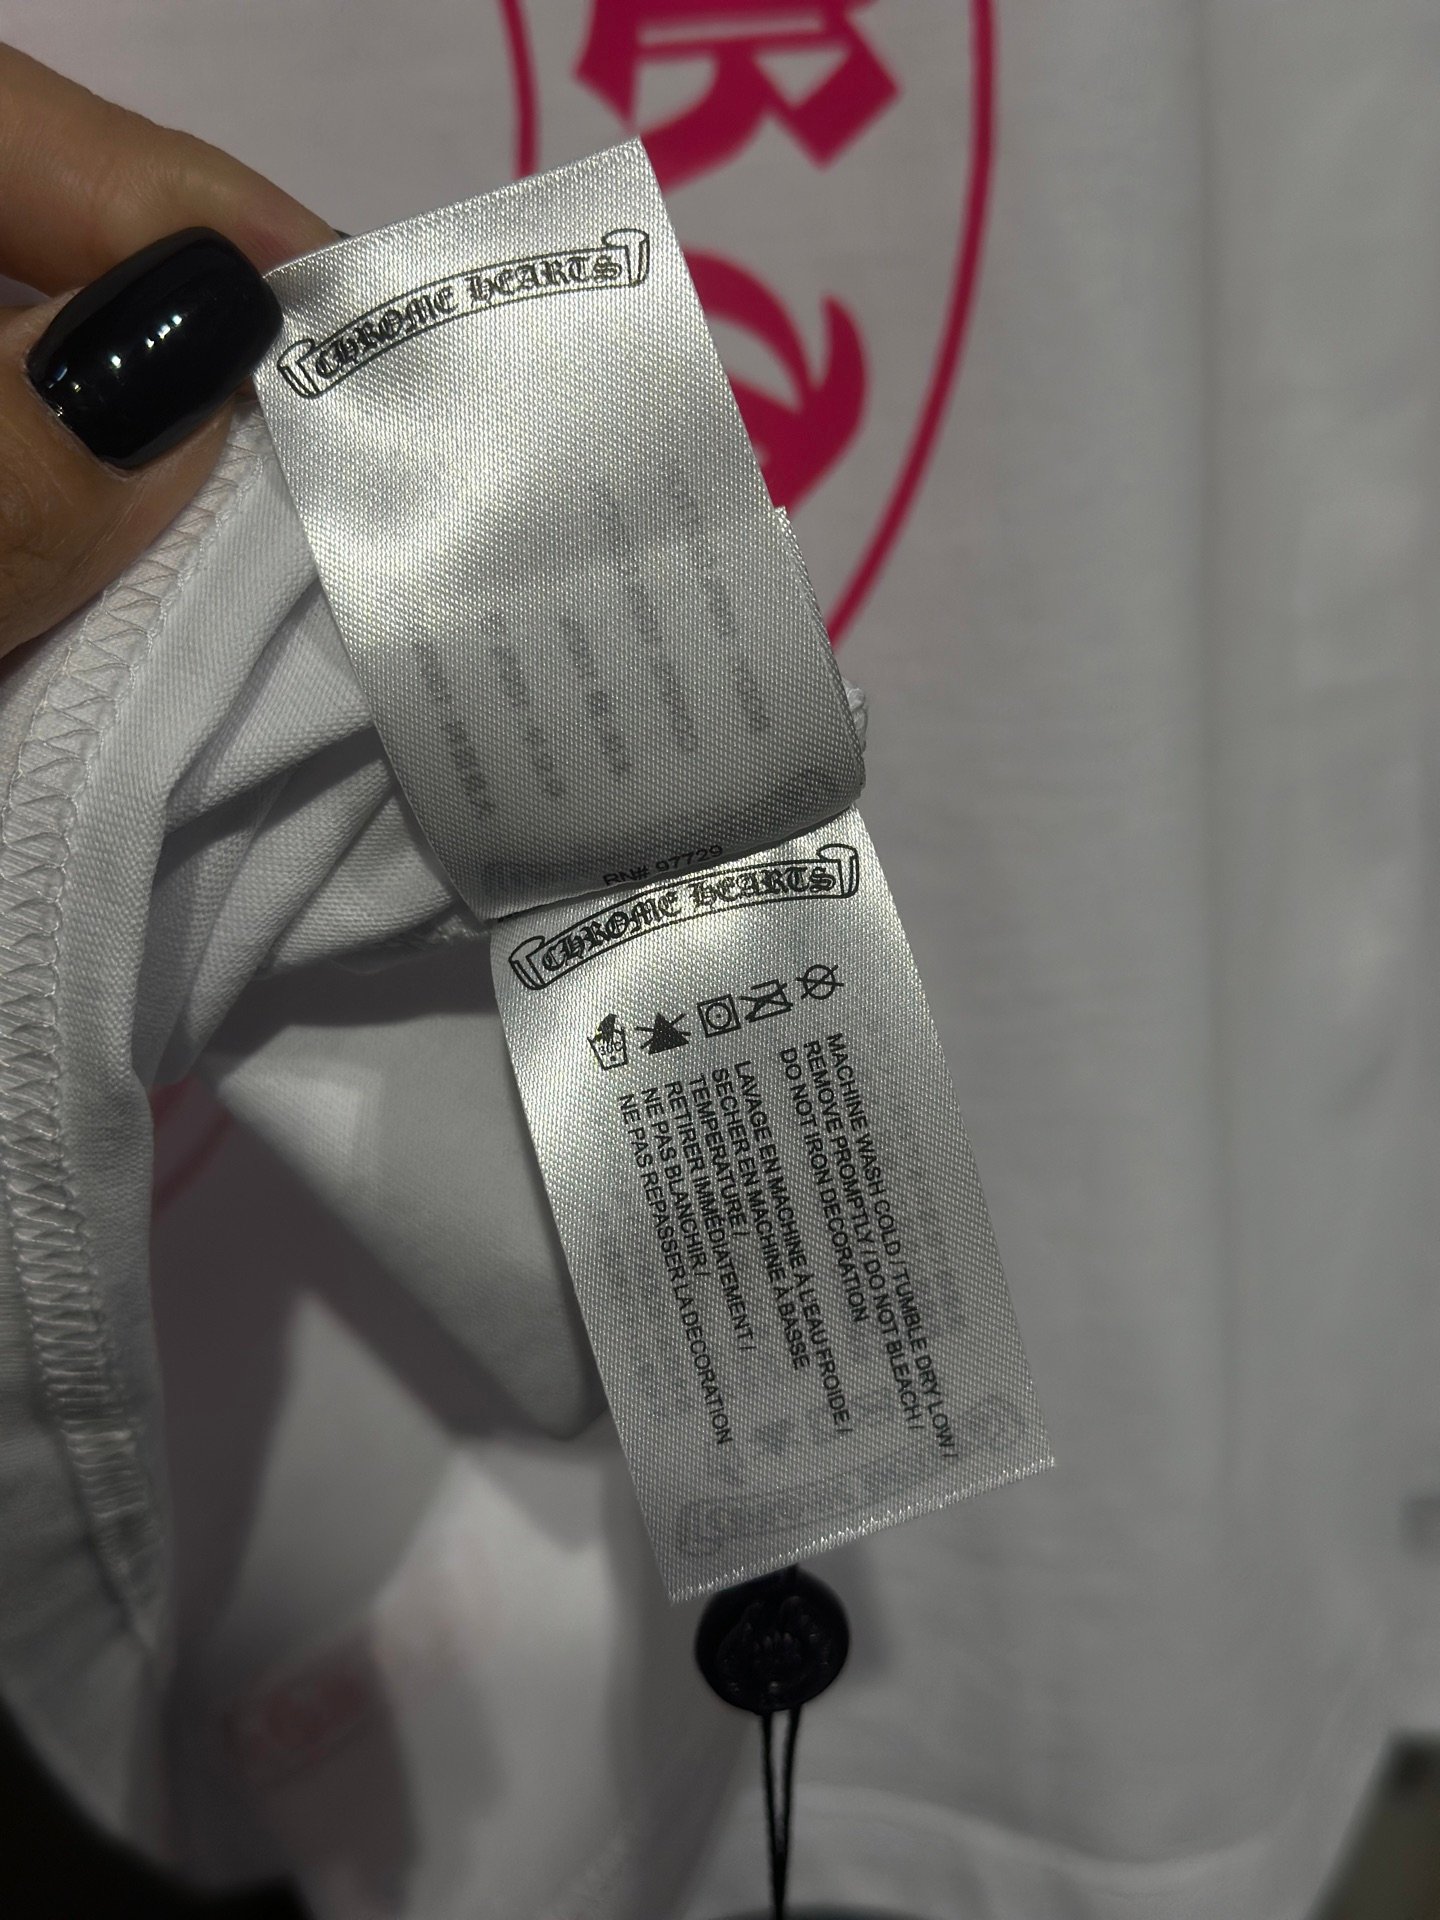 CHROME HEARTS
RN# 97729
CHROME HEARTS
30C
MACHINE WASH COLD / TUMBLE DRY LOW /
REMOVE PROMPTLY / DO NOT BLEACH /
DO NOT IRON DECORATION
LAVAGE EN MACHINE À L'EAU FROIDE /
SECHER EN MACHINE À BASSE
TEMPERATURE /
RETIRER IMMÉDIATEMENT /
NE PAS BLANCHIR /
NE PAS REPASSER LA DECORATION